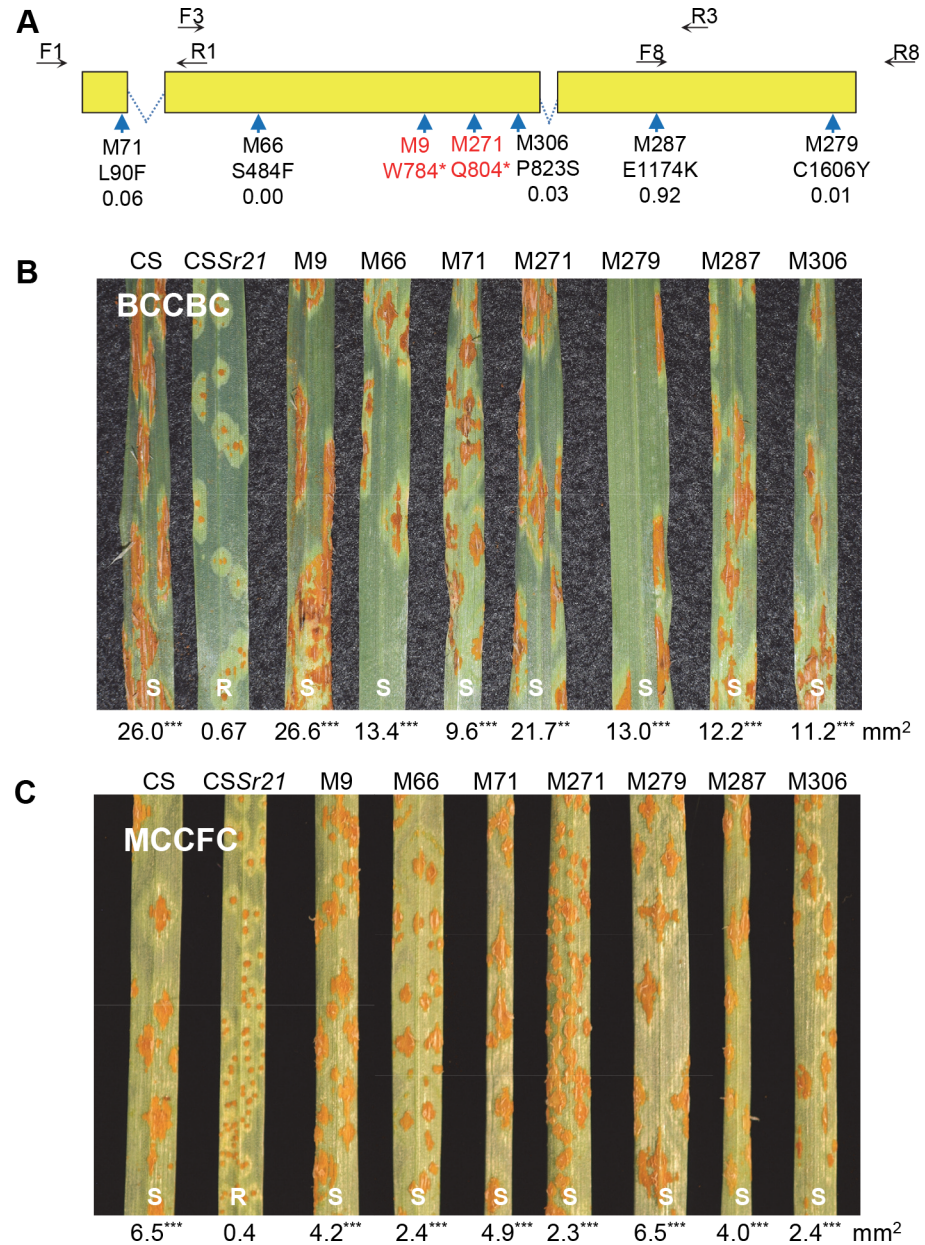 A
F3
R3
F1
R1
F8
R8
M71 M66 M9 M271 M306 M287 M279
L90F S484F W784* Q804* P823S E1174K C1606Y
0.06 0.00 0.03 0.92 0.01
B
CS CSSr21 M9 M66 M71 M271 M279 M287 M306
BCCBC
S R S S S S S S S
26.0*** 0.67 26.6*** 13.4*** 9.6*** 21.7** 13.0*** 12.2*** 11.2*** mm²
C
CS CSSr21 M9 M66 M71 M271 M279 M287 M306
MCCFC
S R S S S S S S S
6.5*** 0.4 4.2*** 2.4*** 4.9*** 2.3*** 6.5*** 4.0*** 2.4*** mm²